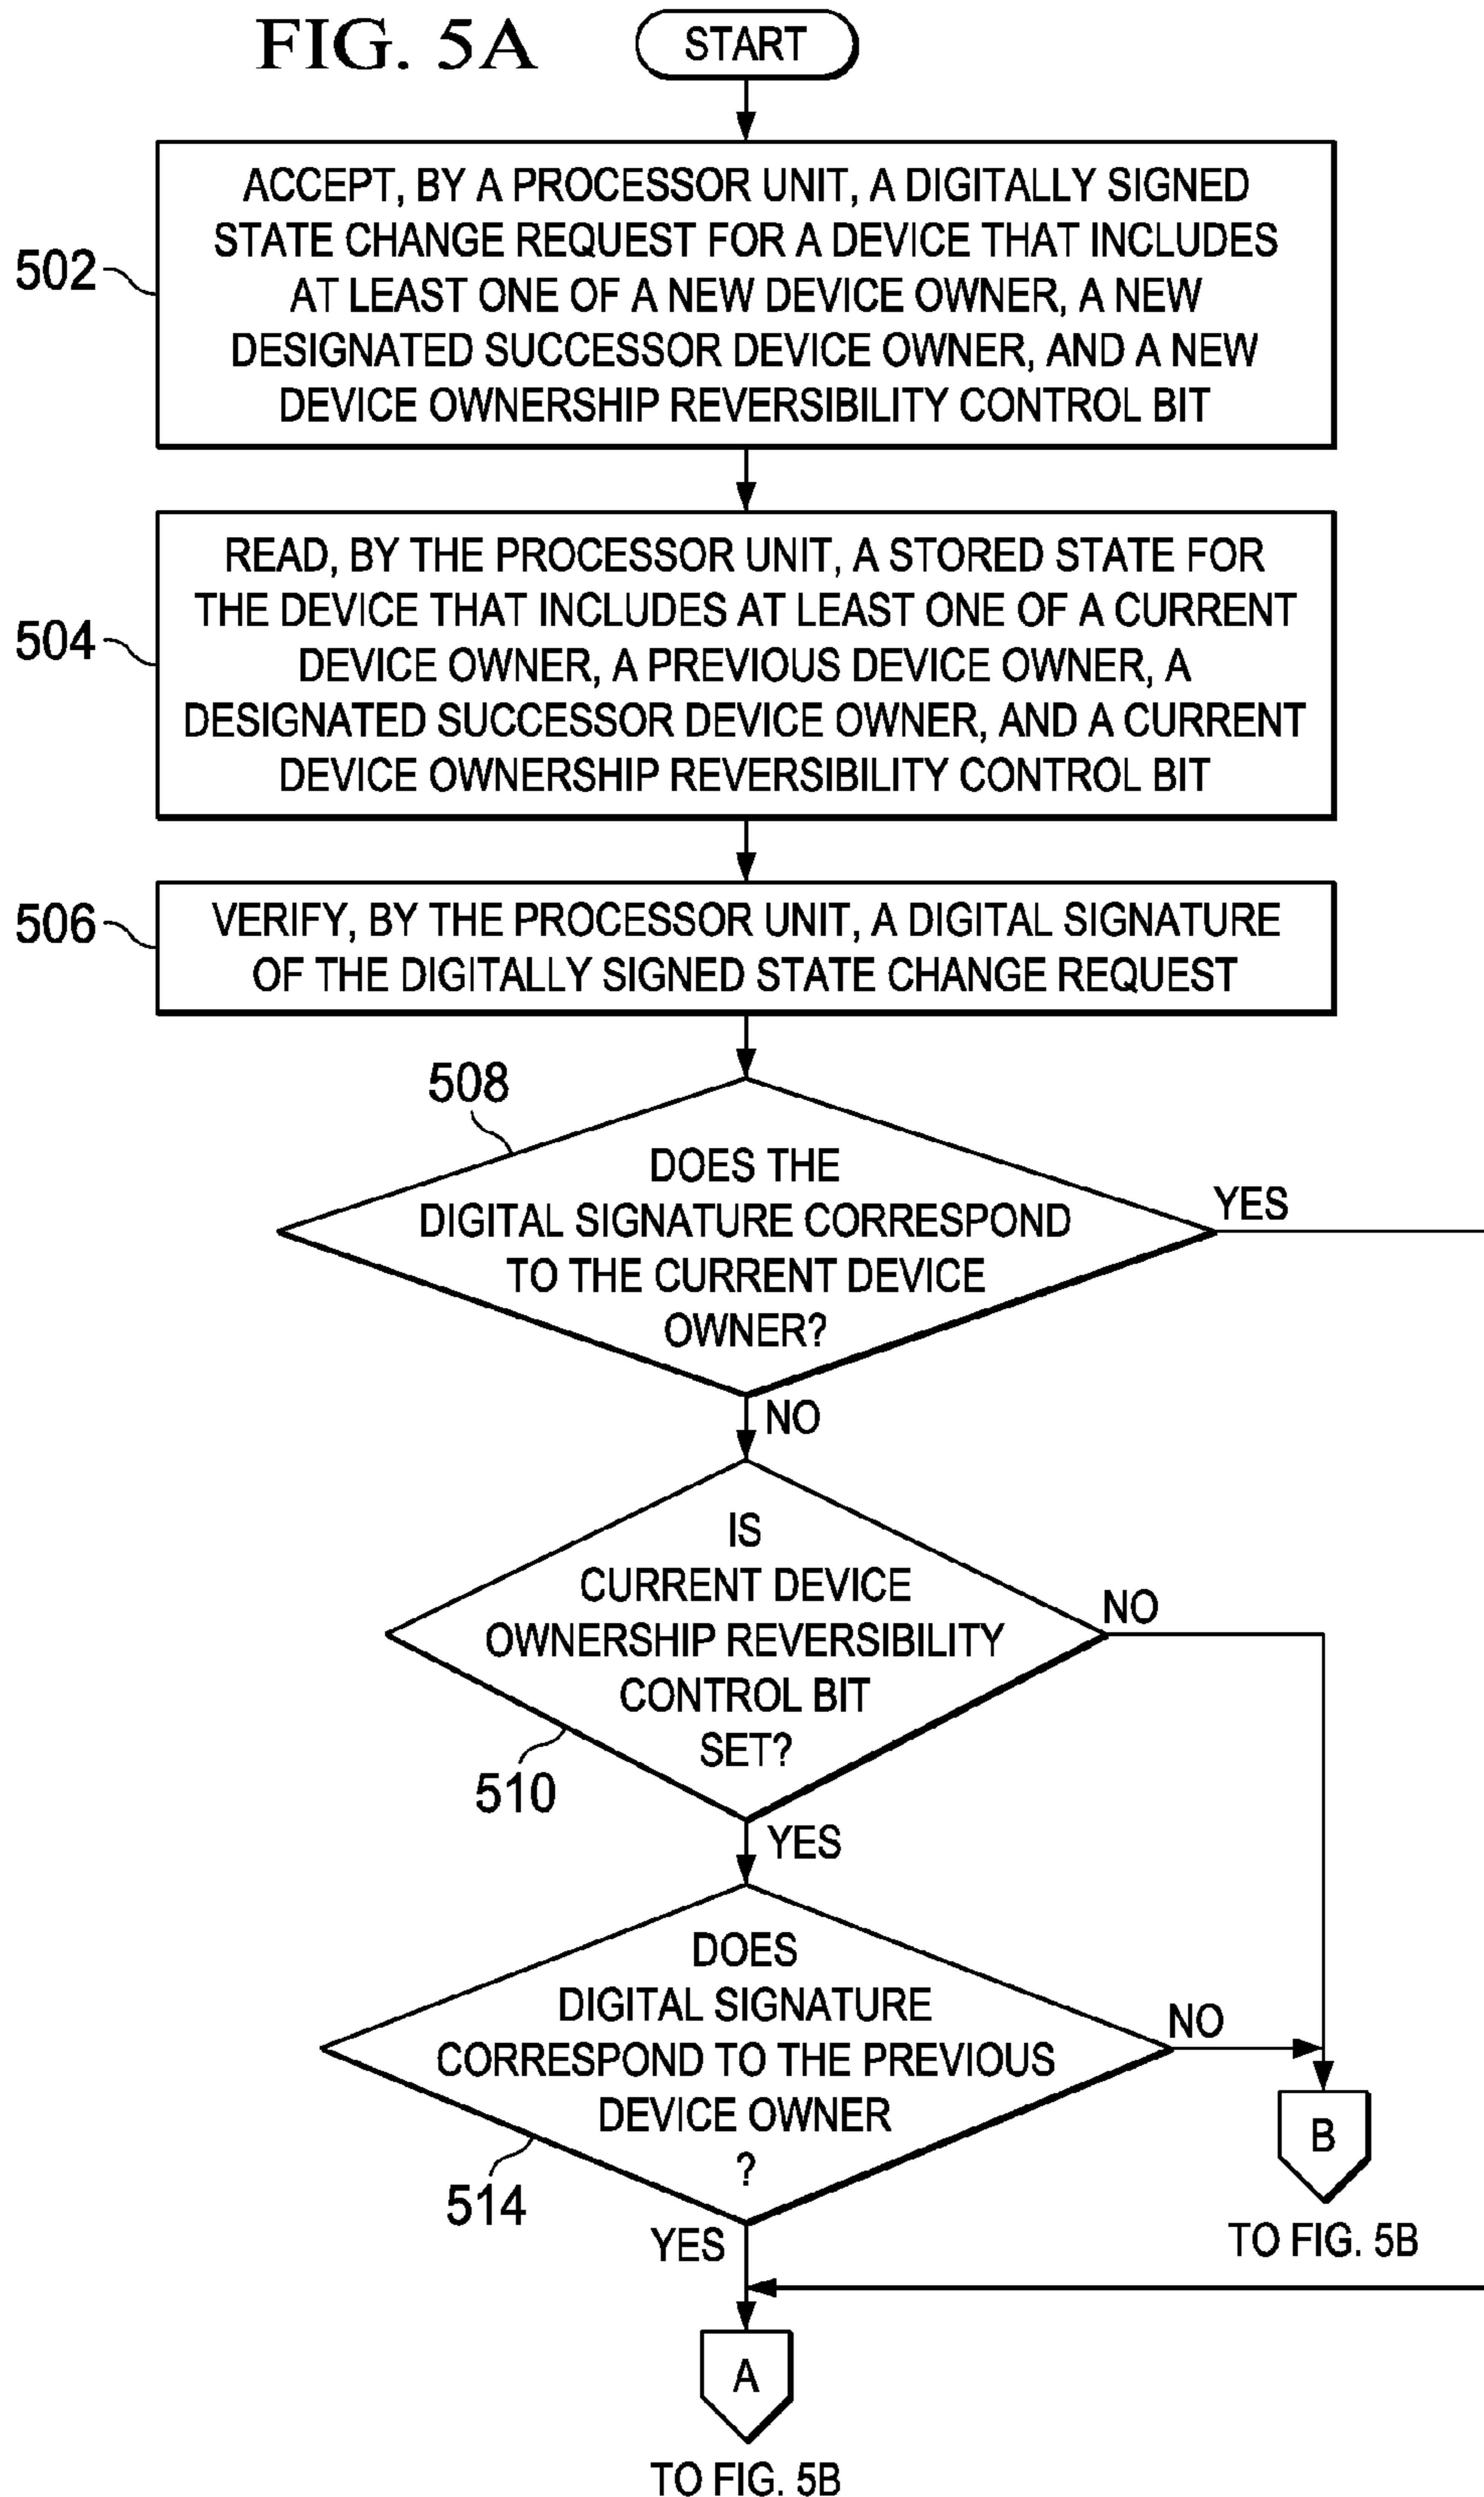 FIG. 5A
START
ACCEPT, BY A PROCESSOR UNIT, A DIGITALLY SIGNED
STATE CHANGE REQUEST FOR A DEVICE THAT INCLUDES
AT LEAST ONE OF A NEW DEVICE OWNER, A NEW
DESIGNATED SUCCESSOR DEVICE OWNER, AND A NEW
DEVICE OWNERSHIP REVERSIBILITY CONTROL BIT
502
READ, BY THE PROCESSOR UNIT, A STORED STATE FOR
THE DEVICE THAT INCLUDES AT LEAST ONE OF A CURRENT
DEVICE OWNER, A PREVIOUS DEVICE OWNER, A
DESIGNATED SUCCESSOR DEVICE OWNER, AND A CURRENT
DEVICE OWNERSHIP REVERSIBILITY CONTROL BIT
504
VERIFY, BY THE PROCESSOR UNIT, A DIGITAL SIGNATURE
OF THE DIGITALLY SIGNED STATE CHANGE REQUEST
506
508
DOES THE
DIGITAL SIGNATURE CORRESPOND
TO THE CURRENT DEVICE
OWNER?
YES
NO
IS
CURRENT DEVICE
OWNERSHIP REVERSIBILITY
CONTROL BIT
SET?
NO
510
YES
DOES
DIGITAL SIGNATURE
CORRESPOND TO THE PREVIOUS
DEVICE OWNER
?
NO
514
B
TO FIG. 5B
YES
A
TO FIG. 5B